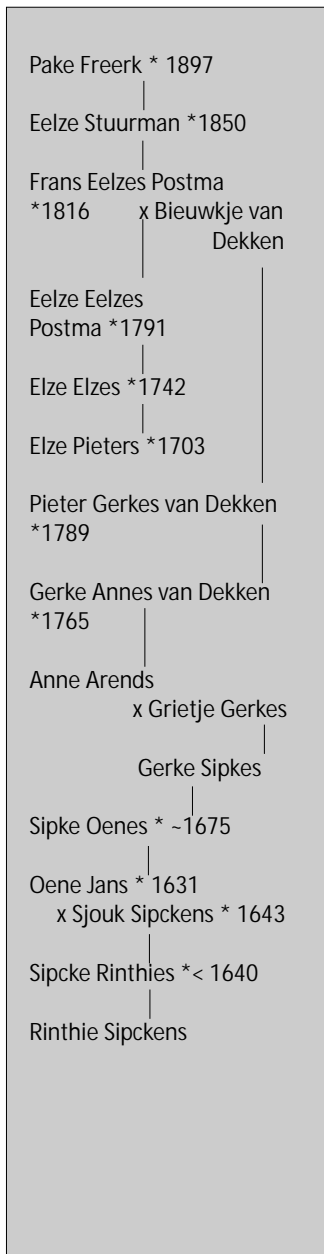 Pake Freerk * 1897
Eelze Stuurman *1850
Frans Eelzes Postma
*1816 x Bieuwkje van
Dekken
Eelze Eelzes
Postma *1791
Elze Elzes *1742
Elze Pieters *1703
Pieter Gerkes van Dekken
*1789
Gerke Annes van Dekken
*1765
Anne Arends
x Grietje Gerkes
Gerke Sipkes
Sipke Oenes * ~1675
Oene Jans * 1631
x Sjouk Sipckens * 1643
Sipcke Rinthies *< 1640
Rinthie Sipckens